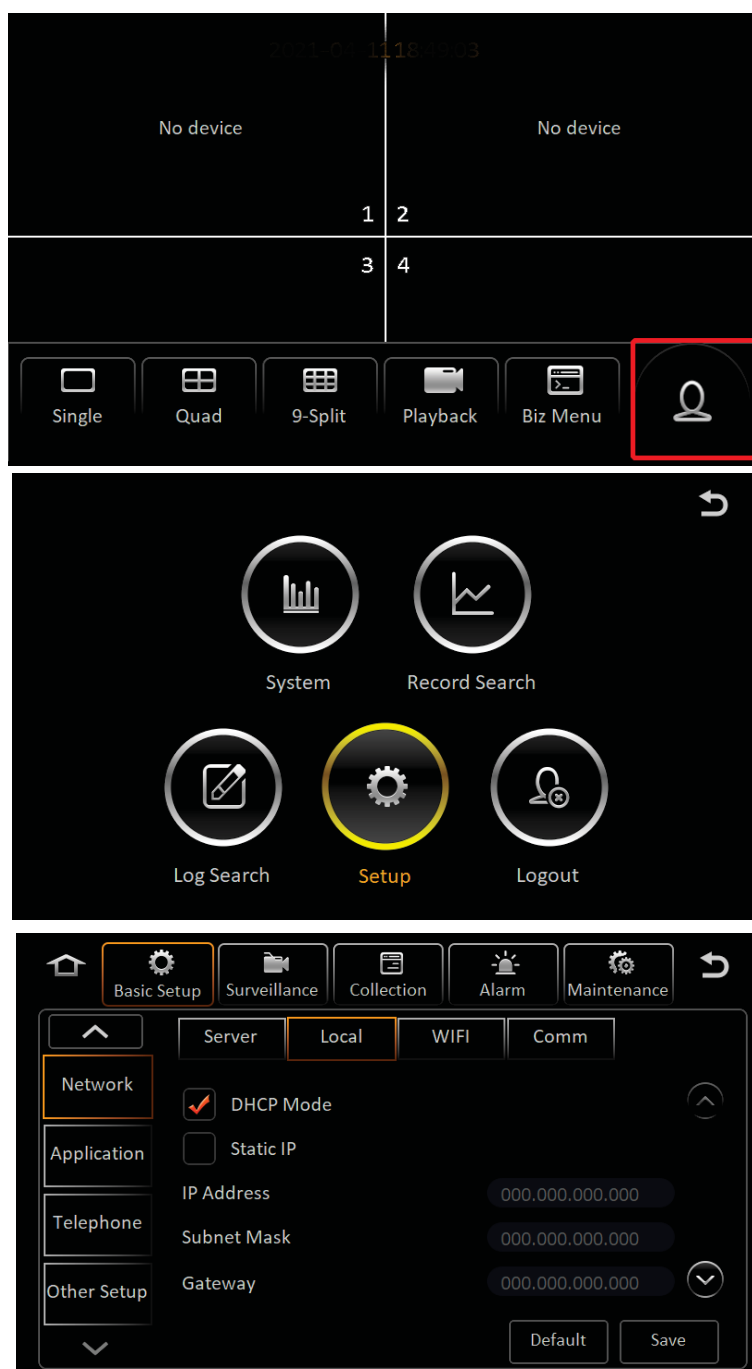 No device No device
1 2
3 4
Single Quad 9-Split Playback Biz Menu
System Record Search
Log Search Setup Logout
Basic Setup Surveillance Collection Alarm Maintenance
Server Local WIFI Comm
Network
DHCP Mode
Application
Static IP
IP Address 000.000.000.000
Telephone
Subnet Mask 000.000.000.000
Other Setup
Gateway 000.000.000.000
Default Save